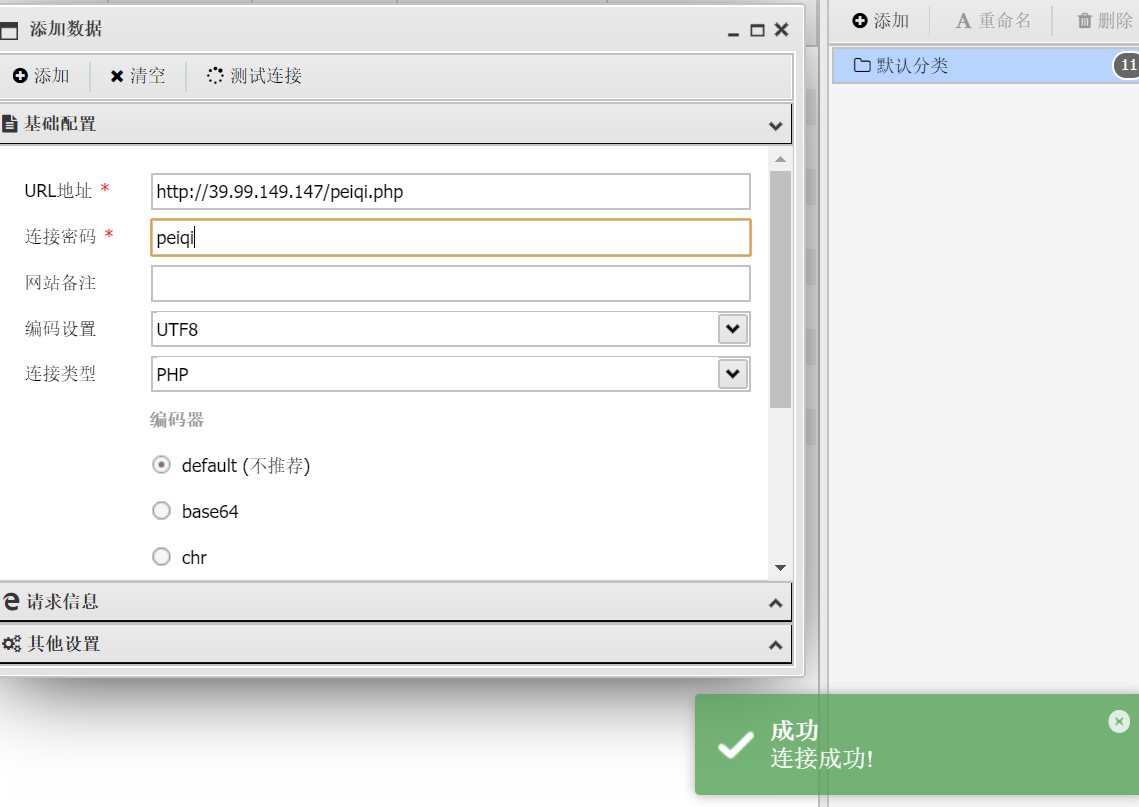 添加数据
添加 清空 测试连接
基础配置
URL地址 * http://39.99.149.147/peiqi.php
连接密码 * peiqi
网站备注
编码设置 UTF8
连接类型 PHP
编码器
default (不推荐)
base64
chr
请求信息
其他设置
添加 重命名 删除
默认分类 11
成功
连接成功!